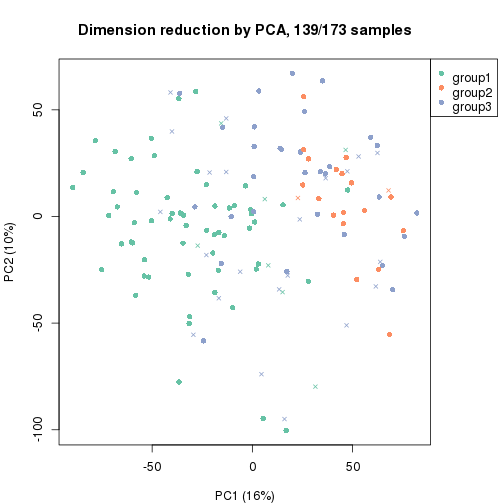 Dimension reduction by PCA, 139/173 samples
group1
group2
group3
50
0
-50
-100
PC2 (10%)
-50
0
50
PC1 (16%)